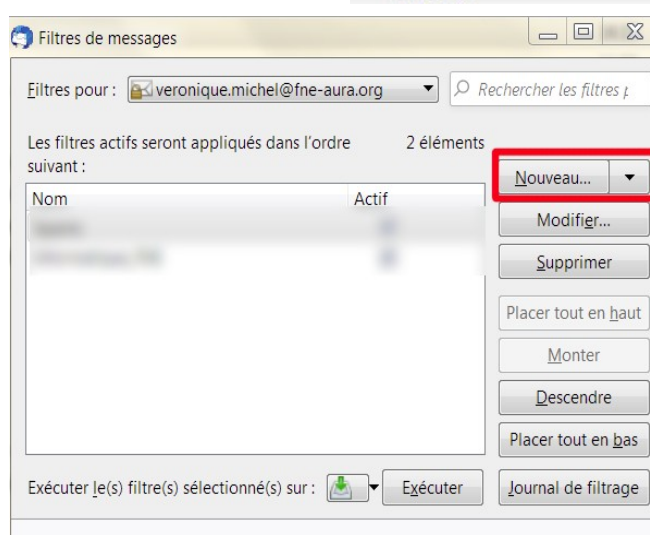 Filtres de messages
Filtres pour : veronique.michel@fne-aura.org
Rechercher les filtres
Les filtres actifs seront appliqués dans l'ordre suivant :
2 éléments
Nom Actif
Nouveau...
Modifier...
Supprimer
Placer tout en haut
Monter
Descendre
Placer tout en bas
Exécuter le(s) filtre(s) sélectionné(s) sur : Exécuter
Journal de filtrage